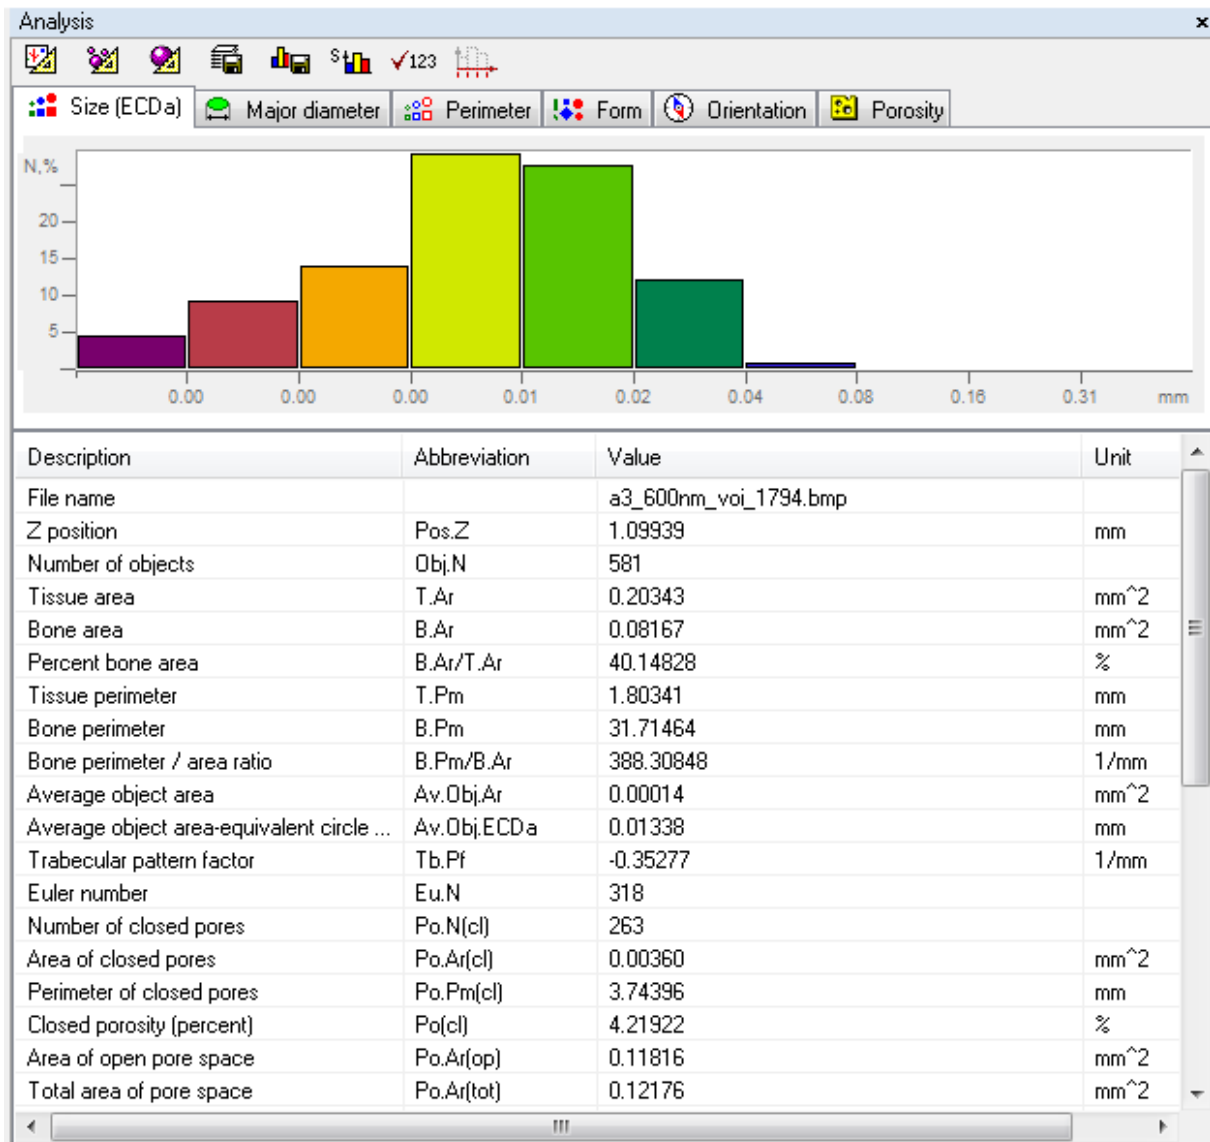 Analysis
123
Size (ECDa) Major diameter Perimeter Form Orientation Porosity
N,%
20
15
10
5
0.00 0.00 0.00 0.01 0.02 0.04 0.08 0.16 0.31 mm
Description Abbreviation Value Unit
File name a3_600nm_voi_1794.bmp
Z position Pos.Z 1.09939 mm
Number of objects Obj.N 581
Tissue area T.Ar 0.20343 mm^2
Bone area B.Ar 0.08167 mm^2
Percent bone area B.Ar/T.Ar 40.14828 %
Tissue perimeter T.Pm 1.80341 mm
Bone perimeter B.Pm 31.71464 mm
Bone perimeter / area ratio B.Pm/B.Ar 388.30848 1/mm
Average object area Av.Obj.Ar 0.00014 mm^2
Average object area-equivalent circle ... Av.Obj.ECDa 0.01338 mm
Trabecular pattern factor Tb.Pf -0.35277 1/mm
Euler number Eu.N 318
Number of closed pores Po.N(cl) 263
Area of closed pores Po.Ar(cl) 0.00360 mm^2
Perimeter of closed pores Po.Pm(cl) 3.74396 mm
Closed porosity (percent) Po(cl) 4.21922 %
Area of open pore space Po.Ar(op) 0.11816 mm^2
Total area of pore space Po.Ar(tot) 0.12176 mm^2